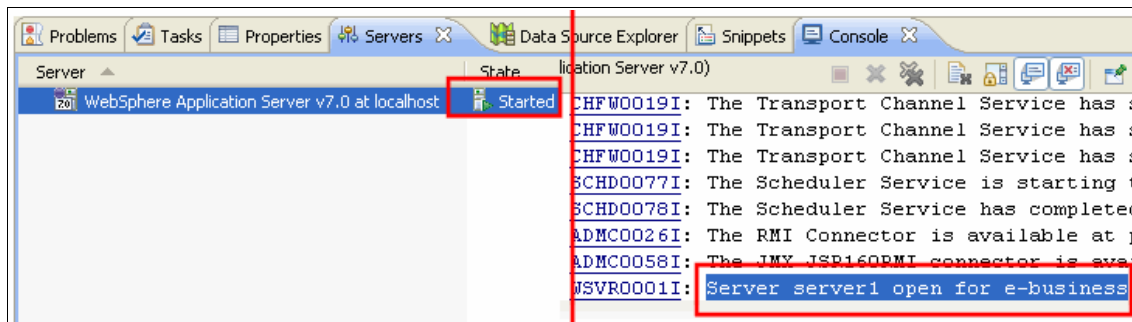 Problems Tasks Properties Servers Data Source Explorer Snippets Console
Server State
WebSphere Application Server v7.0 at localhost Started
lication Server v7.0)
CHFW0019I: The Transport Channel Service has
CHFW0019I: The Transport Channel Service has
CHFW0019I: The Transport Channel Service has
SCHD0077I: The Scheduler Service is starting
SCHD0078I: The Scheduler Service has complete
ADMC0026I: The RMI Connector is available at
ADMC0058I: The JMX JSR160RMI connector is ava
WSVR0001I: Server server1 open for e-business